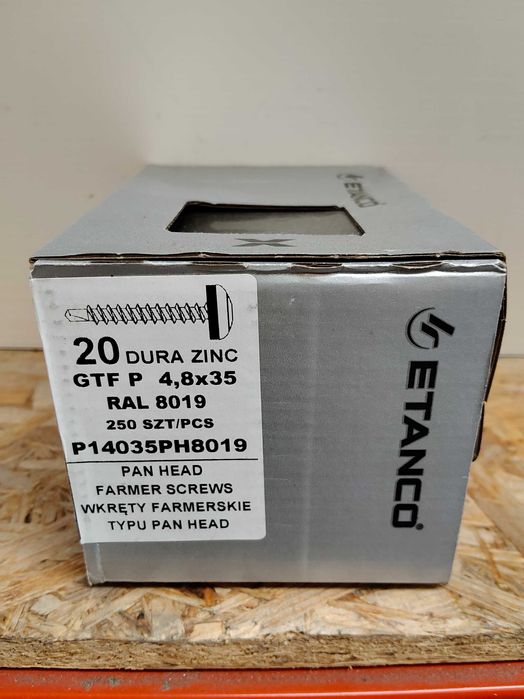 ETANCO
20 DURA ZINC
GTF P 4,8x35
RAL 8019
250 SZT/PCS
P14035PH8019
PAN HEAD
FARMER SCREWS
WKRĘTY FARMERSKIE
TYPU PAN HEAD
ETANCO®